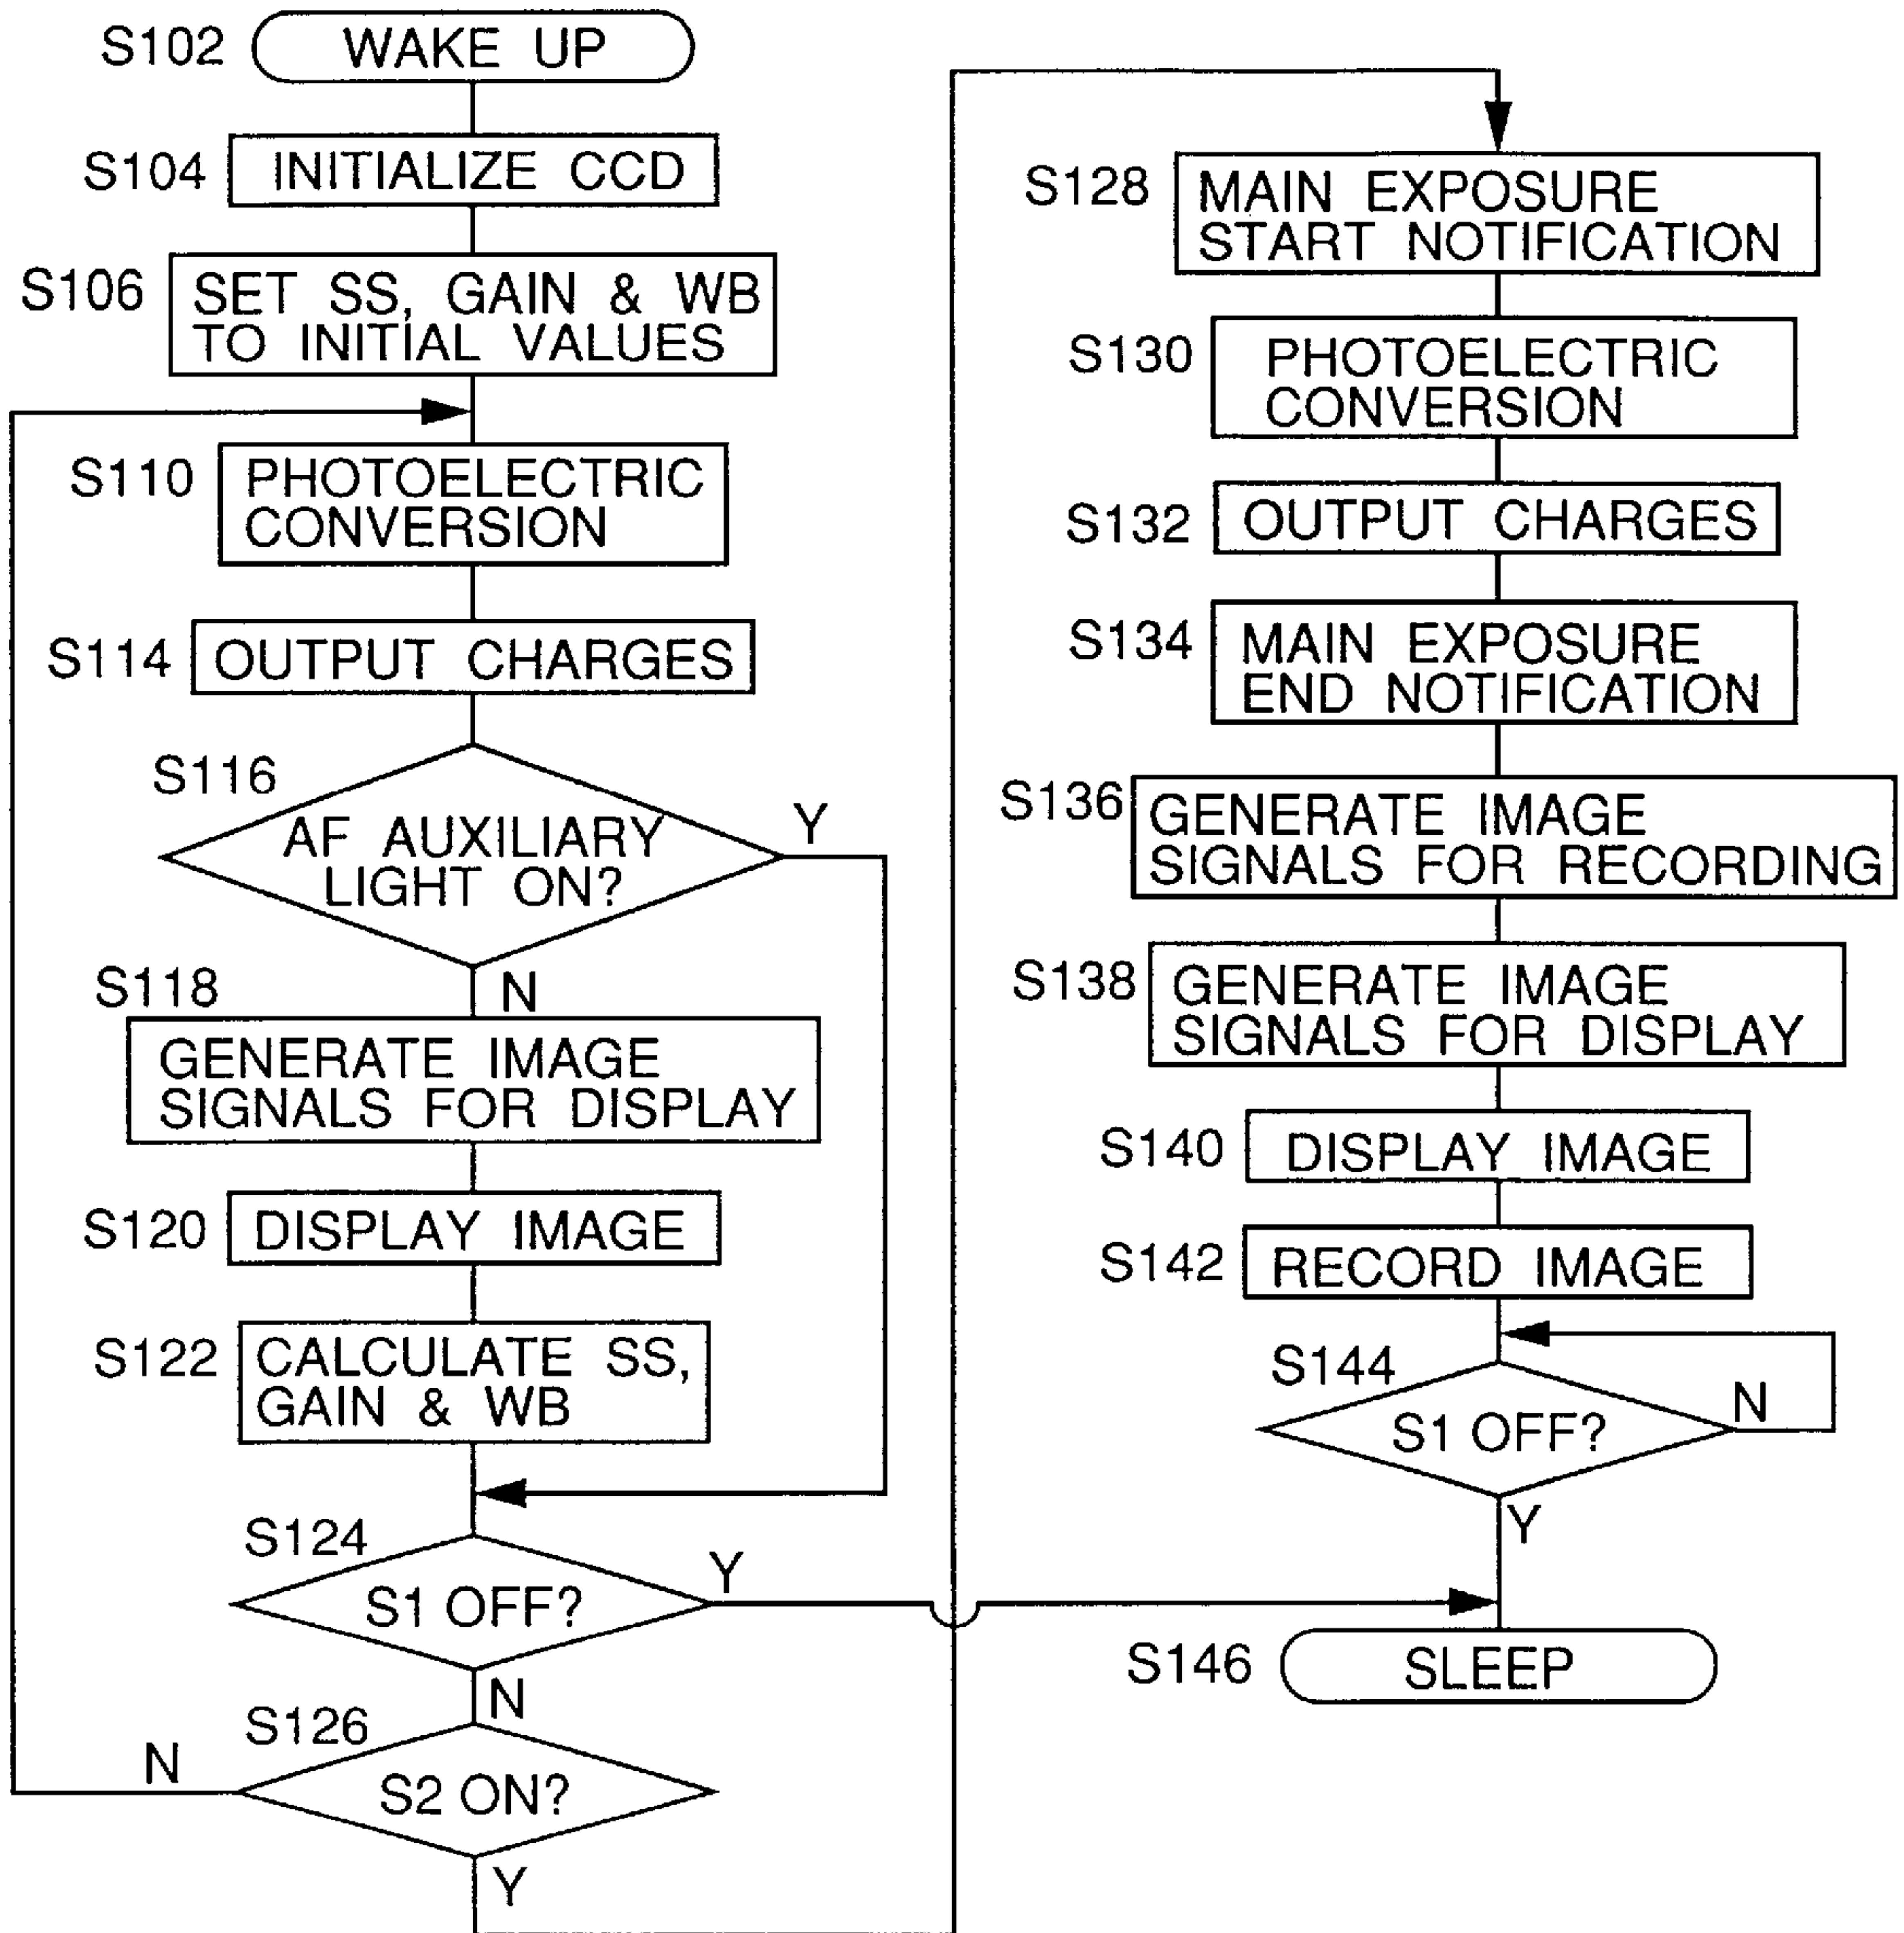 S102 WAKE UP
S104 INITIALIZE CCD
S106 SET SS, GAIN & WB
TO INITIAL VALUES
S110 PHOTOELECTRIC
CONVERSION
S114 OUTPUT CHARGES
S116
AF AUXILIARY
LIGHT ON?
Y
N
S118
GENERATE IMAGE
SIGNALS FOR DISPLAY
S120 DISPLAY IMAGE
S122 CALCULATE SS,
GAIN & WB
S124
S1 OFF?
Y
N
S126
S2 ON?
N
Y
S128 MAIN EXPOSURE
START NOTIFICATION
S130 PHOTOELECTRIC
CONVERSION
S132 OUTPUT CHARGES
S134 MAIN EXPOSURE
END NOTIFICATION
S136 GENERATE IMAGE
SIGNALS FOR RECORDING
S138 GENERATE IMAGE
SIGNALS FOR DISPLAY
S140 DISPLAY IMAGE
S142 RECORD IMAGE
S144
S1 OFF?
N
Y
S146 SLEEP